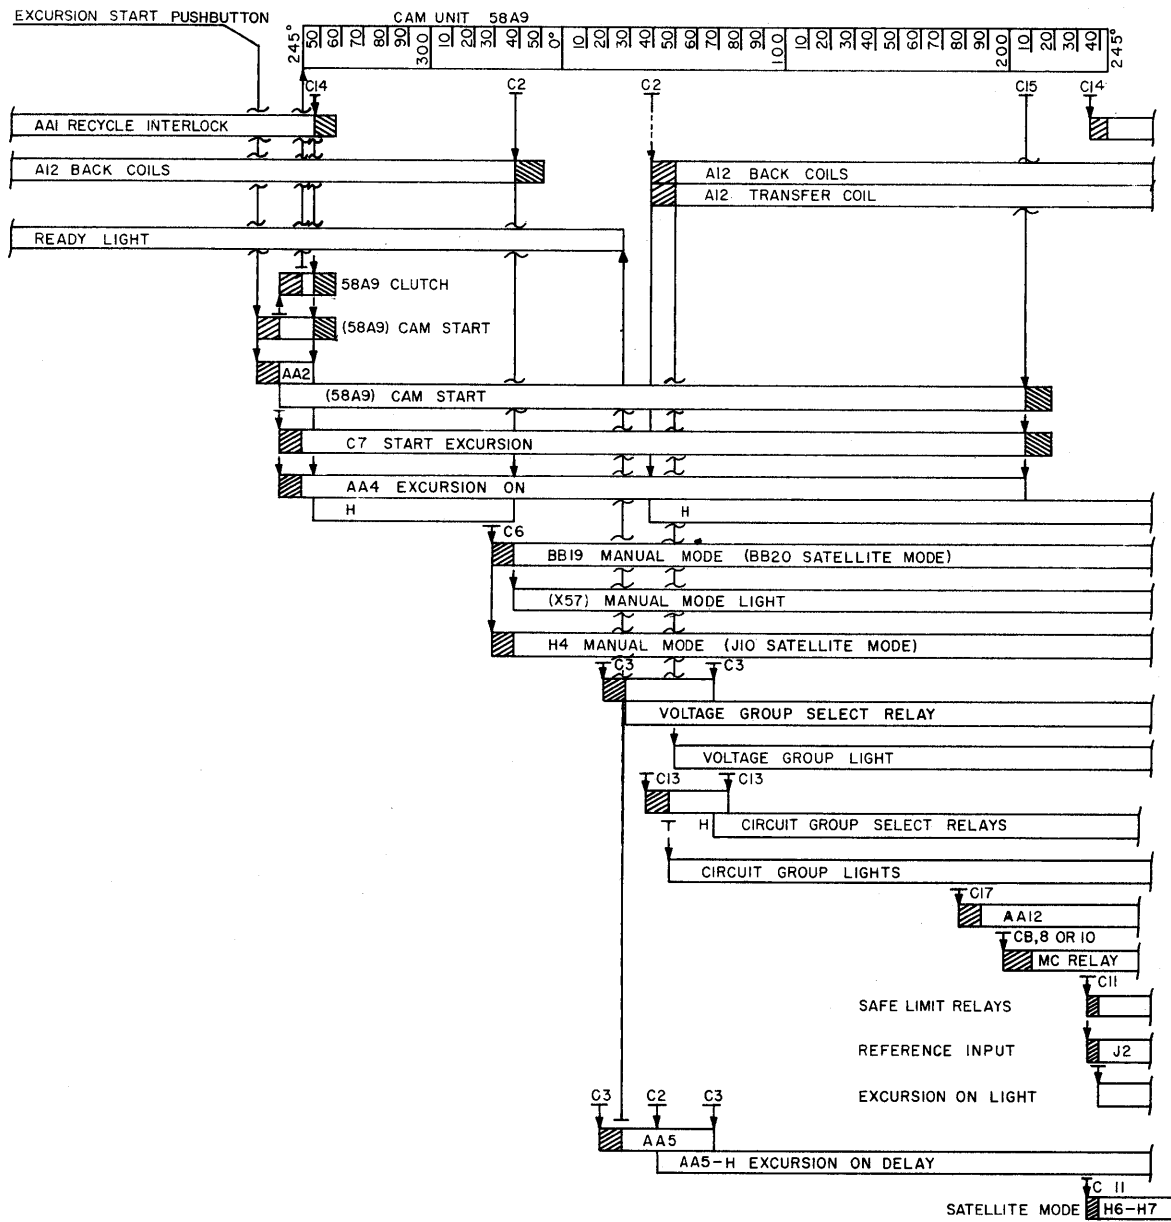 EXCURSION START PUSHBUTTON
CAM UNIT 58A9
245° 50 60 70 80 90 300 10 20 30 40 50 0° 10 20 30 40 50 60 70 80 90 100 10 20 30 40 50 60 70 80 90 200 10 20 30 40 245°
C14 C2 C2 C15 C14
AA1 RECYCLE INTERLOCK
A12 BACK COILS
A12 BACK COILS
A12 TRANSFER COIL
READY LIGHT
58A9 CLUTCH
(58A9) CAM START
AA2
(58A9) CAM START
C7 START EXCURSION
AA4 EXCURSION ON
H H
C6
BB19 MANUAL MODE (BB20 SATELLITE MODE)
(X57) MANUAL MODE LIGHT
H4 MANUAL MODE (J10 SATELLITE MODE)
C3 C3
VOLTAGE GROUP SELECT RELAY
VOLTAGE GROUP LIGHT
C13 C13
H CIRCUIT GROUP SELECT RELAYS
CIRCUIT GROUP LIGHTS
C17
AA12
CB,8 OR 10
MC RELAY
C11
SAFE LIMIT RELAYS
REFERENCE INPUT J2
EXCURSION ON LIGHT
C3 C2 C3
AA5
AA5-H EXCURSION ON DELAY
C 11
SATELLITE MODE H6-H7